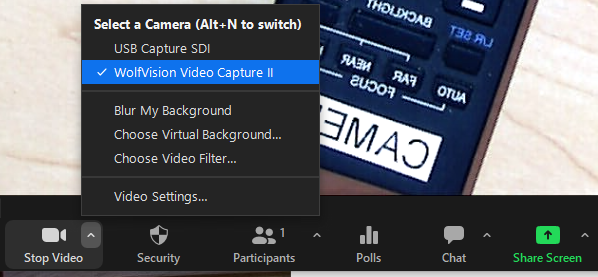 Select a Camera (Alt+N to switch)
USB Capture SDI
WolfVision Video Capture II
Blur My Background
Choose Virtual Background...
Choose Video Filter...
Video Settings...
BACKLIGHT
L/R SET
NEAR
FAR
AUTO
FOCUS
CAME
Stop Video
Security
Participants
1
Polls
Chat
Share Screen